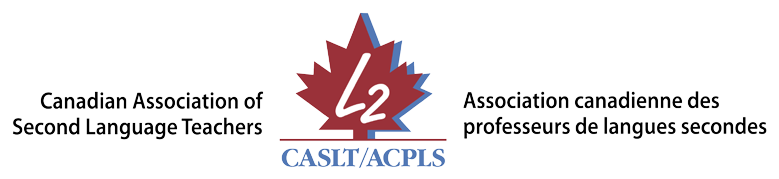 Canadian Association of
Second Language Teachers
L2
CASLT/ACPLS
Association canadienne des
professeurs de langues secondes